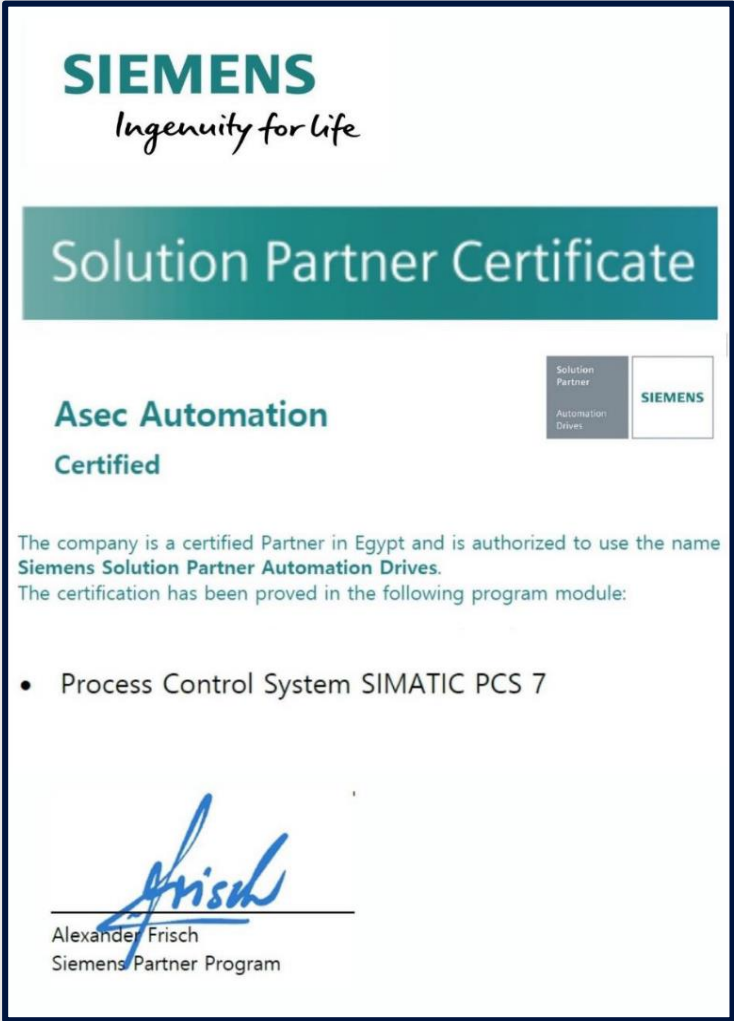 SIEMENS
Ingenuity for life
Solution Partner Certificate
Solution
Partner
Automation
Drives
SIEMENS
Asec Automation
Certified
The company is a certified Partner in Egypt and is authorized to use the name
Siemens Solution Partner Automation Drives.
The certification has been proved in the following program module:
• Process Control System SIMATIC PCS 7
Frisch
Alexander Frisch
Siemens Partner Program